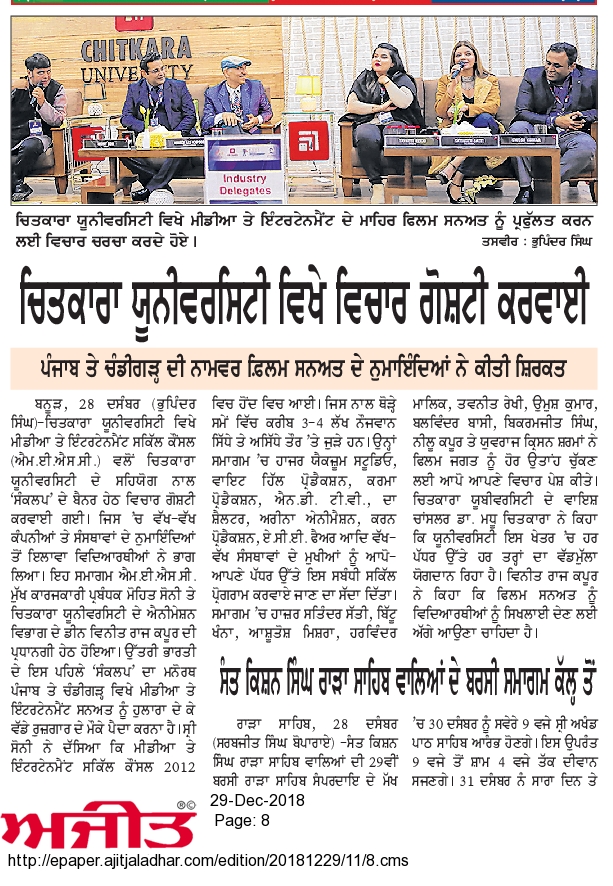 CHITKARA
UNIVERSITY
Industry
Delegates
ਚਿਤਕਾਰਾ ਯੂਨੀਵਰਸਿਟੀ ਵਿਖੇ ਮੀਡੀਆ ਤੇ ਇੰਟਰਟੇਨਮੈਂਟ ਦੇ ਮਾਹਿਰ ਫਿਲਮ ਸਨਅਤ ਨੂੰ ਪ੍ਰਫੁੱਲਤ ਕਰਨ
ਲਈ ਵਿਚਾਰ ਚਰਚਾ ਕਰਦੇ ਹੋਏ। ਤਸਵੀਰ : ਭੁਪਿੰਦਰ ਸਿੰਘ
ਚਿਤਕਾਰਾ ਯੂਨੀਵਰਸਿਟੀ ਵਿਖੇ ਵਿਚਾਰ ਗੋਸ਼ਟੀ ਕਰਵਾਈ
ਪੰਜਾਬ ਤੇ ਚੰਡੀਗੜ੍ਹ ਦੀ ਨਾਮਵਰ ਫ਼ਿਲਮ ਸਨਅਤ ਦੇ ਨੁਮਾਇੰਦਿਆਂ ਨੇ ਕੀਤੀ ਸ਼ਿਰਕਤ
ਬਨੂੜ, 28 ਦਸੰਬਰ (ਭੁਪਿੰਦਰ
ਸਿੰਘ)-ਚਿਤਕਾਰਾ ਯੂਨੀਵਰਸਿਟੀ ਵਿਖੇ
ਮੀਡੀਆ ਤੇ ਇੰਟਰਟੇਨਮੈਂਟ ਸਕਿੱਲ ਕੌਂਸਲ
(ਐਮ.ਈ.ਐਸ.ਸੀ.) ਵਲੋਂ ਚਿਤਕਾਰਾ
ਯੂਨੀਵਰਸਿਟੀ ਦੇ ਸਹਿਯੋਗ ਨਾਲ
'ਸੰਕਲਪ' ਦੇ ਬੈਨਰ ਹੇਠ ਵਿਚਾਰ ਗੋਸ਼ਟੀ
ਕਰਵਾਈ ਗਈ। ਜਿਸ 'ਚ ਵੱਖ-ਵੱਖ
ਕੰਪਨੀਆਂ ਤੇ ਸੰਸਥਾਵਾਂ ਦੇ ਨੁਮਾਇੰਦਿਆਂ
ਤੋਂ ਇਲਾਵਾ ਵਿਦਿਆਰਥੀਆਂ ਨੇ ਭਾਗ
ਲਿਆ। ਇਹ ਸਮਾਗਮ ਐਮ.ਈ.ਐਸ.ਸੀ.
ਮੁੱਖ ਕਾਰਜਕਾਰੀ ਪ੍ਰਬੰਧਕ ਮੋਹਿਤ ਸੋਨੀ ਤੇ
ਚਿਤਕਾਰਾ ਯੂਨੀਵਰਸਿਟੀ ਦੇ ਐਨੀਮੇਸ਼ਨ
ਵਿਭਾਗ ਦੇ ਡੀਨ ਵਿਨੀਤ ਰਾਜ ਕਪੂਰ ਦੀ
ਪ੍ਰਧਾਨਗੀ ਹੇਠ ਹੋਇਆ। ਉੱਤਰੀ ਭਾਰਤੀ
ਦੇ ਇਸ ਪਹਿਲੇ 'ਸੰਕਲਪ' ਦਾ ਮਨੋਰਥ
ਪੰਜਾਬ ਤੇ ਚੰਡੀਗੜ੍ਹ ਵਿਖੇ ਮੀਡੀਆ ਤੇ
ਇੰਟਰਟੇਨਮੈਂਟ ਸਨਅਤ ਨੂੰ ਹੁਲਾਰਾ ਦੇ ਕੇ
ਵੱਡੇ ਰੁਜ਼ਗਾਰ ਦੇ ਮੌਕੇ ਪੈਦਾ ਕਰਨਾ ਹੈ। ਸ੍ਰੀ
ਸੋਨੀ ਨੇ ਦੱਸਿਆ ਕਿ ਮੀਡੀਆ ਤੇ
ਇੰਟਰਟੇਨਮੈਂਟ ਸਕਿੱਲ ਕੌਂਸਲ 2012
ਵਿਚ ਹੋਂਦ ਵਿਚ ਆਈ। ਜਿਸ ਨਾਲ ਥੋੜ੍ਹੇ
ਸਮੇਂ ਵਿੱਚ ਕਰੀਬ 3-4 ਲੱਖ ਨੌਜਵਾਨ
ਸਿੱਧੇ ਤੇ ਅਸਿੱਧੇ ਤੌਰ 'ਤੇ ਜੁੜੇ ਹਨ। ਉਨ੍ਹਾਂ
ਸਮਾਗਮ 'ਚ ਹਾਜਰ ਯੈਕਜ਼ੂਮ ਸਟੂਡਿਓ,
ਵਾਇਟ ਹਿੱਲ ਪ੍ਰੋਡੈਕਸ਼ਨ, ਕਰਮਾ
ਪ੍ਰੋਡੈਕਸ਼ਨ, ਐਨ.ਡੀ. ਟੀ.ਵੀ., ਦਾ
ਸ਼ੈਲਟਰ, ਅਰੀਨਾ ਐਨੀਮੇਸ਼ਨ, ਕਰਨ
ਪ੍ਰੋਡੈਕਸ਼ਨ, ਏ.ਸੀ.ਈ. ਫੈਅਰ ਆਦਿ ਵੱਖ-
ਵੱਖ ਸੰਸਥਾਵਾਂ ਦੇ ਮੁਖੀਆਂ ਨੂੰ ਆਪੋ-
ਆਪਣੇ ਪੱਧਰ ਉੱਤੇ ਇਸ ਸਬੰਧੀ ਸਕਿੱਲ
ਪ੍ਰੋਗਰਾਮ ਕਰਵਾਏ ਜਾਣ ਦਾ ਸੱਦਾ ਦਿੱਤਾ।
ਸਮਾਗਮ 'ਚ ਹਾਜ਼ਰ ਸਤਿੰਦਰ ਸੱਤੀ, ਬਿੱਟੂ
ਖੰਨਾ, ਆਸ਼ੂਤੋਸ਼ ਮਿਸ਼ਰਾ, ਹਰਵਿੰਦਰ
ਮਾਲਿਕ, ਤਵਨੀਤ ਰੇਖੀ, ਉਮੁਸ਼ ਕੁਮਾਰ,
ਬਲਵਿੰਦਰ ਬਾਸੀ, ਬਿਕਰਮਜੀਤ ਸਿੰਘ,
ਨੀਲੂ ਕਪੂਰ ਤੇ ਯੁਵਰਾਜ ਕਿਸਨ ਸ਼ਰਮਾਂ ਨੇ
ਫਿਲਮ ਜਗਤ ਨੂੰ ਹੋਰ ਉਤਾਂਹ ਚੁੱਕਣ
ਲਈ ਆਪੋ ਆਪਣੇ ਵਿਚਾਰ ਪੇਸ਼ ਕੀਤੇ।
ਚਿਤਕਾਰਾ ਯੂਬੀਵਰਸਿਟੀ ਦੇ ਵਾਇਸ਼
ਚਾਂਸਲਰ ਡਾ. ਮਧੂ ਚਿਤਕਾਰਾ ਨੇ ਕਿਹਾ
ਕਿ ਯੂਨੀਵਰਸਿਟੀ ਇਸ ਖੇਤਰ 'ਚ ਹਰ
ਪੱਧਰ ਉੱਤੇ ਹਰ ਤਰ੍ਹਾਂ ਦਾ ਵੱਡਮੁੱਲਾ
ਯੋਗਦਾਨ ਰਿਹਾ ਹੈ। ਵਿਨੀਤ ਰਾਜ ਕਪੂਰ
ਨੇ ਕਿਹਾ ਕਿ ਫਿਲਮ ਸਨਅਤ ਨੂੰ
ਵਿਦਿਆਰਥੀਆਂ ਨੂੰ ਸਿਖਲਾਈ ਦੇਣ ਲਈ
ਅੱਗੇ ਆਉਣਾ ਚਾਹਿਦਾ ਹੈ।
ਸੰਤ ਕਿਸ਼ਨ ਸਿੰਘ ਰਾੜਾ ਸਾਹਿਬ ਵਾਲਿਆਂ ਦੇ ਬਰਸੀ ਸਮਾਗਮ ਕੱਲ੍ਹ ਤੋਂ
ਰਾੜਾ ਸਾਹਿਬ, 28 ਦਸੰਬਰ
(ਸਰਬਜੀਤ ਸਿੰਘ ਬੋਪਾਰਾਏ) -ਸੰਤ ਕਿਸ਼ਨ
ਸਿੰਘ ਰਾੜਾ ਸਾਹਿਬ ਵਾਲਿਆਂ ਦੀ 29ਵੀਂ
ਬਰਸੀ ਰਾੜਾ ਸਾਹਿਬ ਸੰਪਰਦਾਇ ਦੇ ਮੁੱਖ
'ਚ 30 ਦਸੰਬਰ ਨੂੰ ਸਵੇਰੇ 9 ਵਜੇ ਸ੍ਰੀ ਅਖੰਡ
ਪਾਠ ਸਾਹਿਬ ਆਰੰਭ ਹੋਣਗੇ। ਇਸ ਉਪਰੰਤ
9 ਵਜੇ ਤੋਂ ਸ਼ਾਮ 4 ਵਜੇ ਤੱਕ ਦੀਵਾਨ
ਸਜਣਗੇ। 31 ਦਸੰਬਰ ਨੂੰ ਸਾਰਾ ਦਿਨ ਤੇ
ਅਜੀਤ ®©
29-Dec-2018
Page: 8
http://epaper.ajitjaladhar.com/edition/20181229/11/8.cms